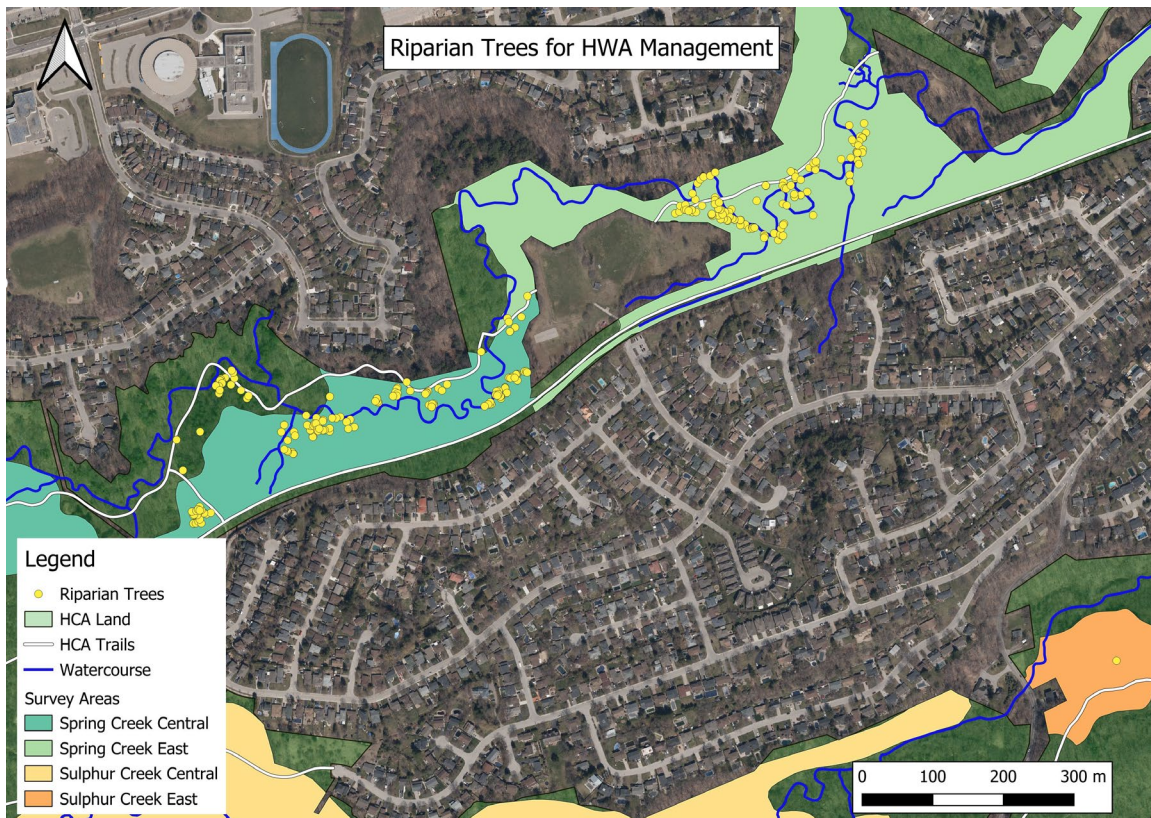 Riparian Trees for HWA Management
Legend
Riparian Trees
HCA Land
HCA Trails
Watercourse
Survey Areas
Spring Creek Central
Spring Creek East
Sulphur Creek Central
Sulphur Creek East
0 100 200 300 m